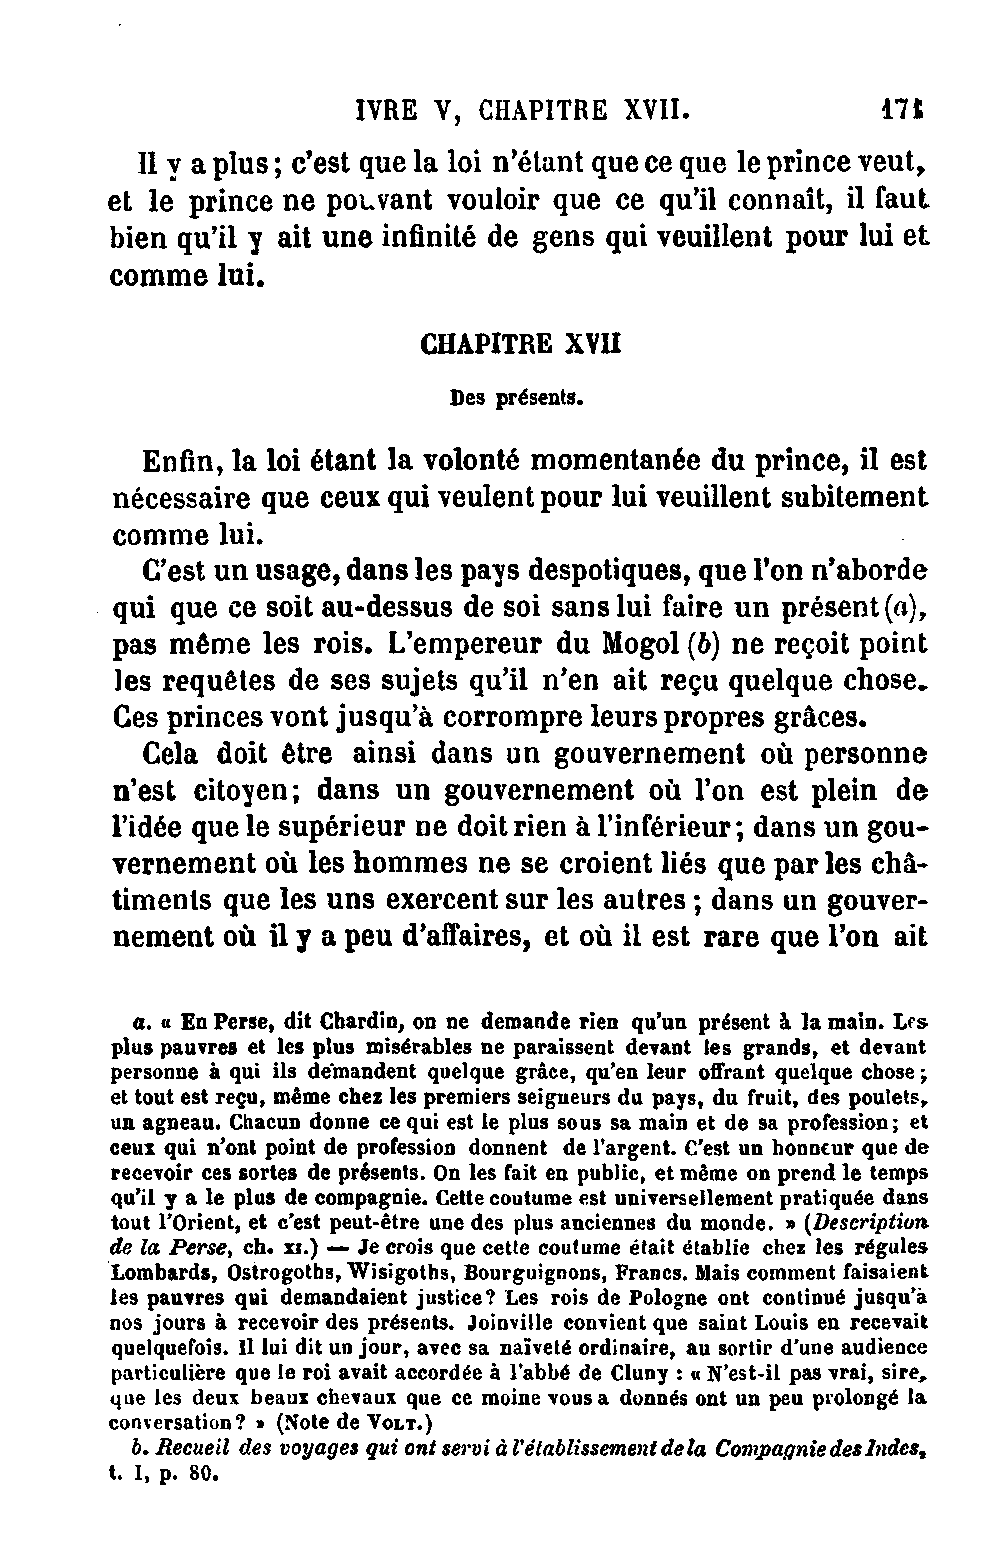 IVRE V, CHAPITRE XVII. 171
Il y a plus ; c'est que la loi n'étant que ce que le prince veut,
et le prince ne pouvant vouloir que ce qu'il connaît, il faut
bien qu'il y ait une infinité de gens qui veuillent pour lui et
comme lui.
CHAPITRE XVII
Des présents.
Enfin, la loi étant la volonté momentanée du prince, il est
nécessaire que ceux qui veulent pour lui veuillent subitement
comme lui.
C'est un usage, dans les pays despotiques, que l'on n'aborde
qui que ce soit au-dessus de soi sans lui faire un présent (a),
pas même les rois. L'empereur du Mogol (b) ne reçoit point
les requêtes de ses sujets qu'il n'en ait reçu quelque chose.
Ces princes vont jusqu'à corrompre leurs propres grâces.
Cela doit être ainsi dans un gouvernement où personne
n'est citoyen ; dans un gouvernement où l'on est plein de
l'idée que le supérieur ne doit rien à l'inférieur ; dans un gou-
vernement où les hommes ne se croient liés que par les châ-
timents que les uns exercent sur les autres ; dans un gouver-
nement où il y a peu d'affaires, et où il est rare que l'on ait
a. « En Perse, dit Chardin, on ne demande rien qu'un présent à la main. Les
plus pauvres et les plus misérables ne paraissent devant les grands, et devant
personne à qui ils demandent quelque grâce, qu'en leur offrant quelque chose ;
et tout est reçu, même chez les premiers seigneurs du pays, du fruit, des poulets,
un agneau. Chacun donne ce qui est le plus sous sa main et de sa profession ; et
ceux qui n'ont point de profession donnent de l'argent. C'est un honneur que de
recevoir ces sortes de présents. On les fait en public, et même on prend le temps
qu'il y a le plus de compagnie. Cette coutume est universellement pratiquée dans
tout l'Orient, et c'est peut-être une des plus anciennes du monde. » (Description
de la Perse, ch. XI.) — Je crois que cette coutume était établie chez les régules
Lombards, Ostrogoths, Wisigoths, Bourguignons, Francs. Mais comment faisaient
les pauvres qui demandaient justice? Les rois de Pologne ont continué jusqu'à
nos jours à recevoir des présents. Joinville convient que saint Louis en recevait
quelquefois. Il lui dit un jour, avec sa naïveté ordinaire, au sortir d'une audience
particulière que le roi avait accordée à l'abbé de Cluny : « N'est-il pas vrai, sire,
que les deux beaux chevaux que ce moine vous a donnés ont un peu prolongé la
conversation? » (Note de VOLT.)
b. Recueil des voyages qui ont servi à l'établissement de la Compagnie des Indes,
t. I, p. 80.